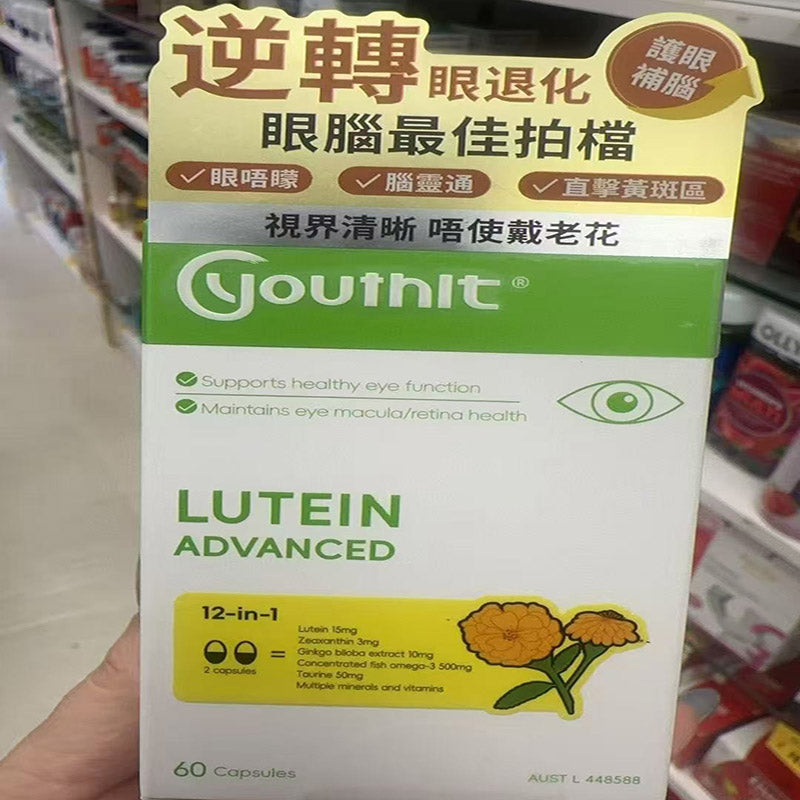 逆轉眼退化
護眼
補腦
眼腦最佳拍檔
眼唔矇 腦靈通 直擊黃斑區
視界清晰 唔使戴老花
youthit®
Supports healthy eye function
Maintains eye macula/retina health
LUTEIN
ADVANCED
12-in-1
2 capsules
=
Lutein 15mg
Zeaxanthin 3mg
Ginkgo biloba extract 10mg
Concentrated fish omega-3 500mg
Taurine 50mg
Multiple minerals and vitamins
60 Capsules
AUST L 448588
OLLY